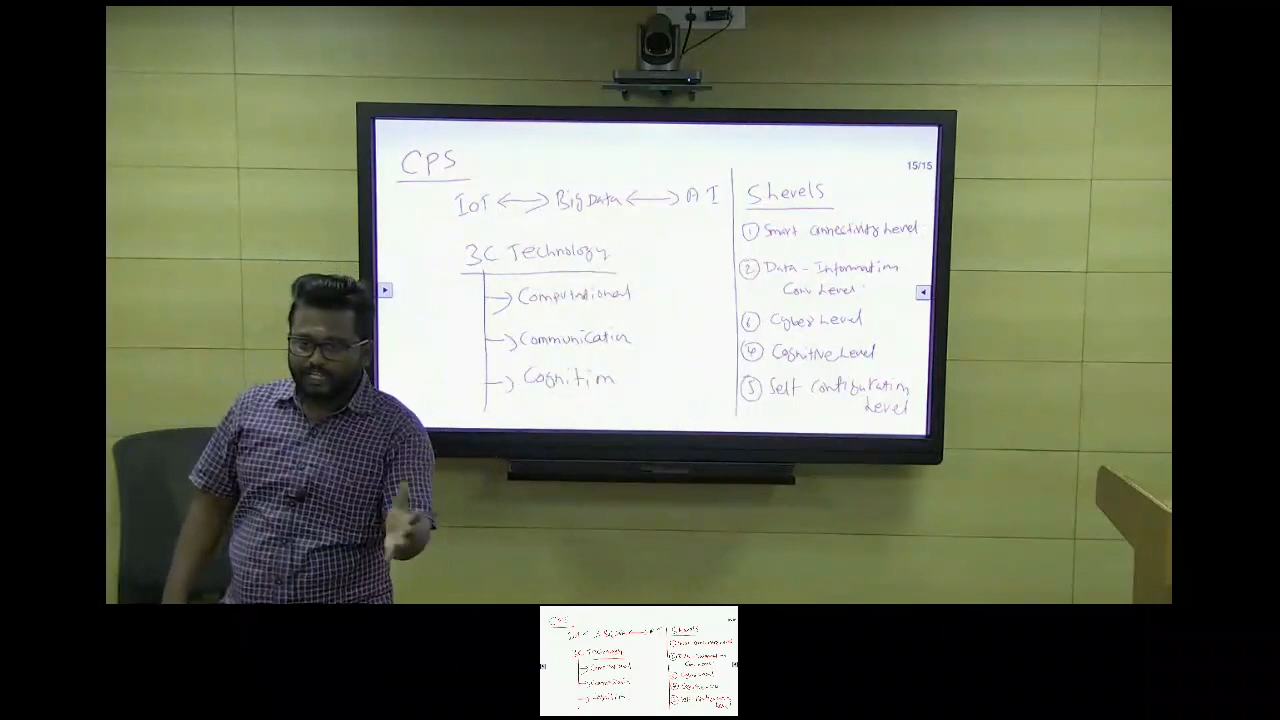 CPS
IoT <-> Big Data <-> AI
3C Technology
Computational
Communication
Cognition
15/15
5 Levels
① Smart Connectivity Level
② Data - Information
Conv Level
Cyber Level
④ Cognitive Level
⑤ Self Configuration
Level